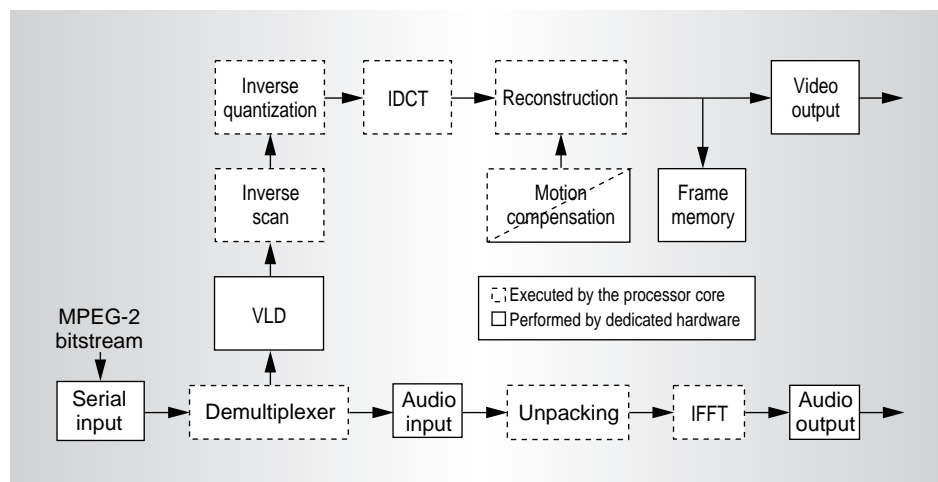 Inverse
quantization
IDCT
Reconstruction
Video
output
Inverse
scan
Motion
compensation
Frame
memory
VLD
Executed by the processor core
Performed by dedicated hardware
MPEG-2
bitstream
Serial
input
Demultiplexer
Audio
input
Unpacking
IFFT
Audio
output